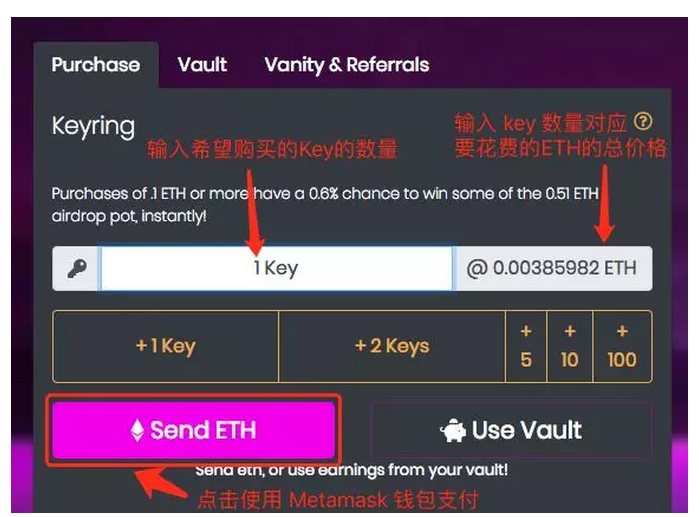 Purchase Vault Vanity & Referrals
Keyring
输入希望购买的Key的数量
输入 key 数量对应
要花费的ETH的总价格
Purchases of .1 ETH or more have a 0.6% chance to win some of the 0.51 ETH
airdrop pot, instantly!
1 Key
@ 0.00385982 ETH
+ 1 Key
+ 2 Keys
+ 5
+ 10
+ 100
Send ETH
Use Vault
Send eth, or use earnings from your vault!
点击使用 Metamask 钱包支付